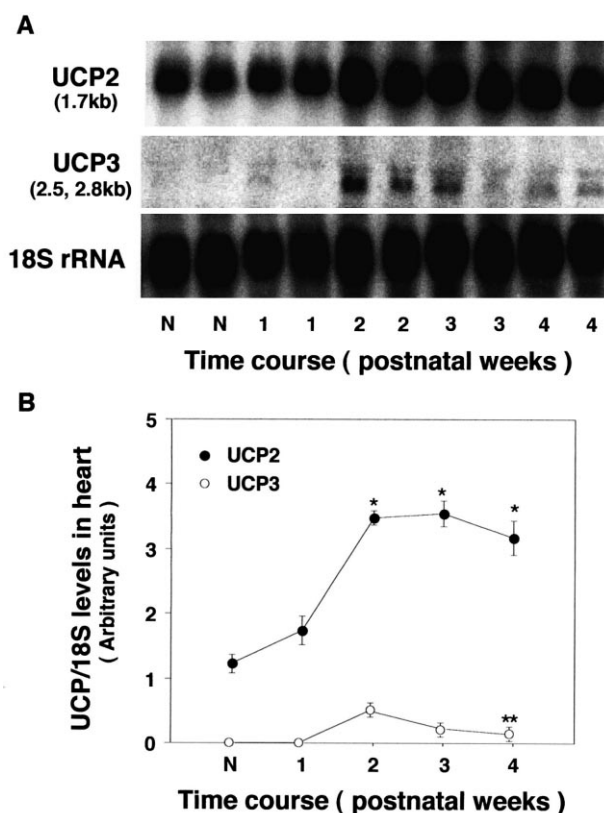 A
UCP2
(1.7kb)
UCP3
(2.5, 2.8kb)
18S rRNA
N N 1 1 2 2 3 3 4 4
Time course ( postnatal weeks )
B
UCP/18S levels in heart
( Arbitrary units )
5
4
3
2
1
0
UCP2
UCP3
* * *
**
N 1 2 3 4
Time course ( postnatal weeks )